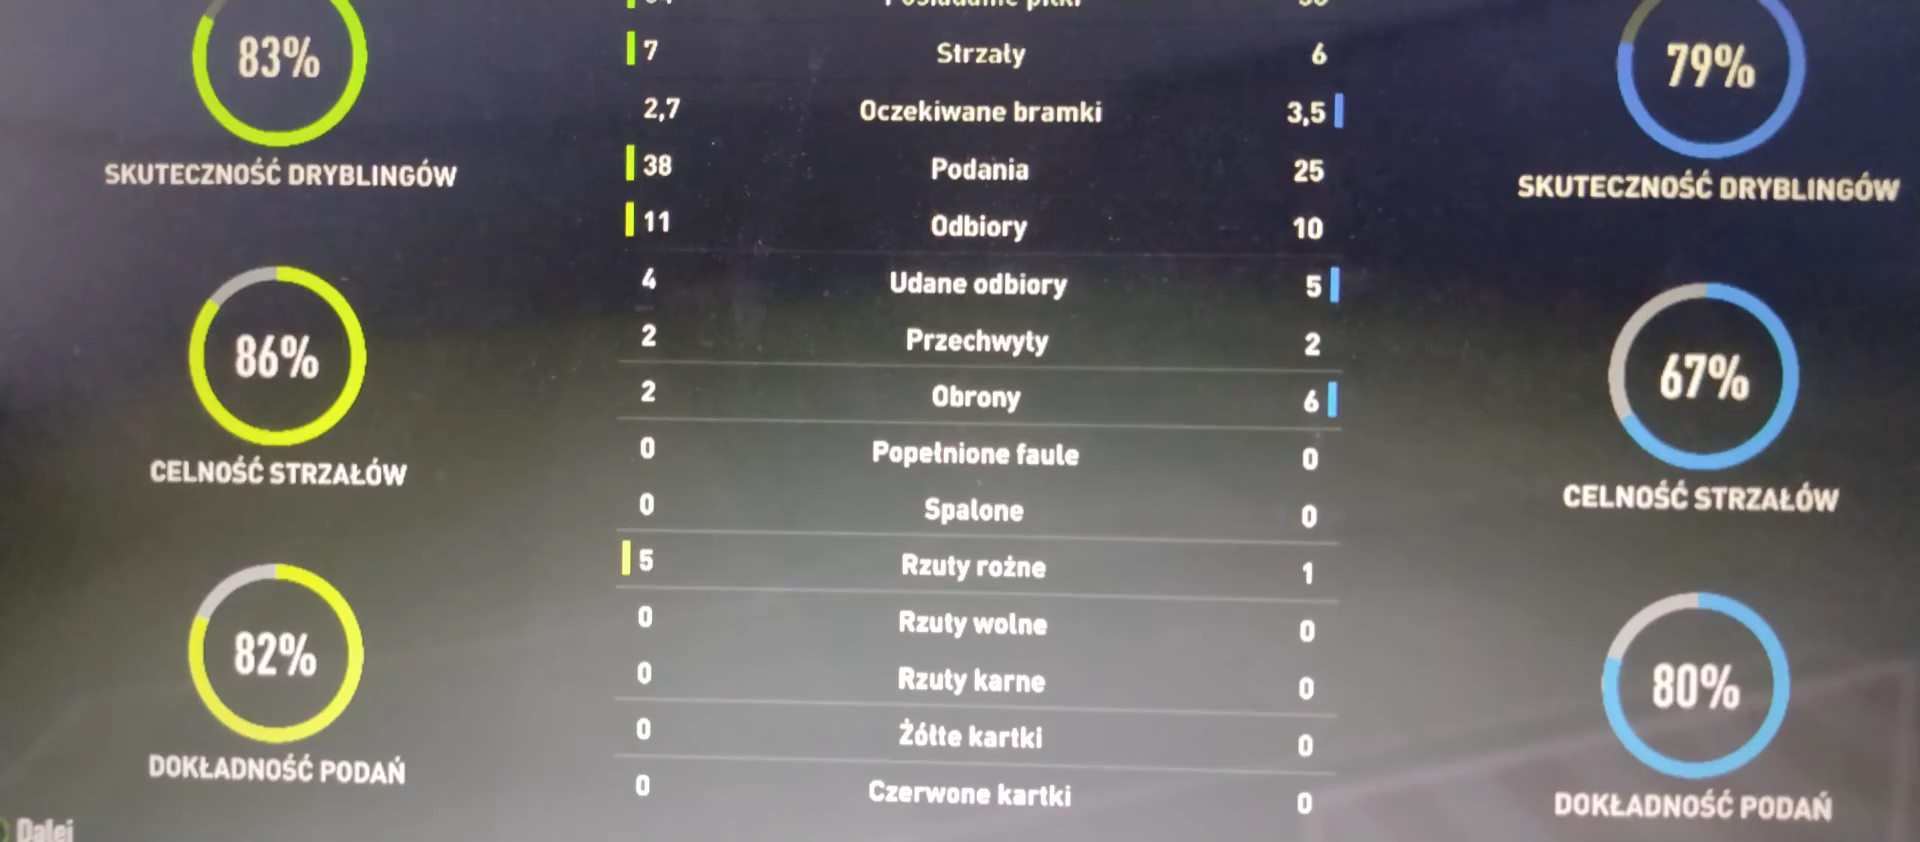 Posiadanie piłki
83%
SKUTECZNOŚĆ DRYBLINGÓW
86%
CELNOŚĆ STRZAŁÓW
82%
DOKŁADNOŚĆ PODAŃ
7 Strzały 6
2,7 Oczekiwane bramki 3,5
38 Podania 25
11 Odbiory 10
4 Udane odbiory 5
2 Przechwyty 2
2 Obrony 6
0 Popełnione faule 0
0 Spalone 0
5 Rzuty rożne 1
0 Rzuty wolne 0
0 Rzuty karne 0
0 Żółte kartki 0
0 Czerwone kartki 0
79%
SKUTECZNOŚĆ DRYBLINGÓW
67%
CELNOŚĆ STRZAŁÓW
80%
DOKŁADNOŚĆ PODAŃ
Dalej